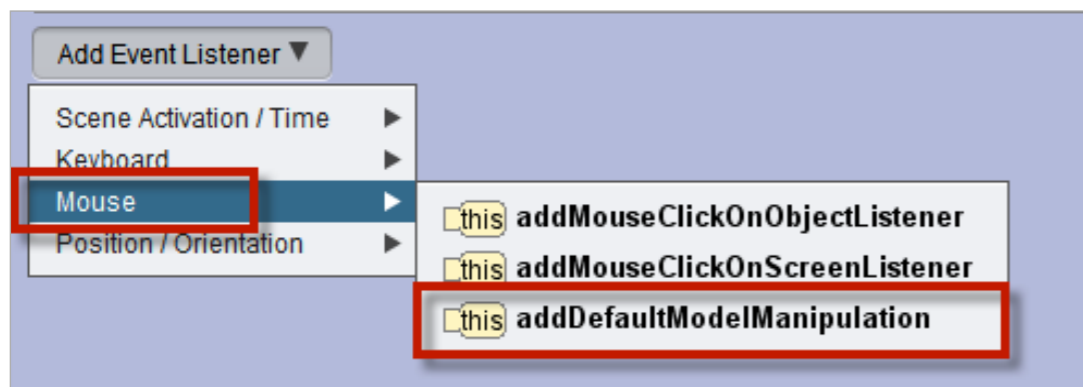 Add Event Listener ▼
Scene Activation / Time ▶
Keyboard ▶
Mouse ▶
Position / Orientation ▶
this addMouseClickOnObjectListener
this addMouseClickOnScreenListener
this addDefaultModelManipulation